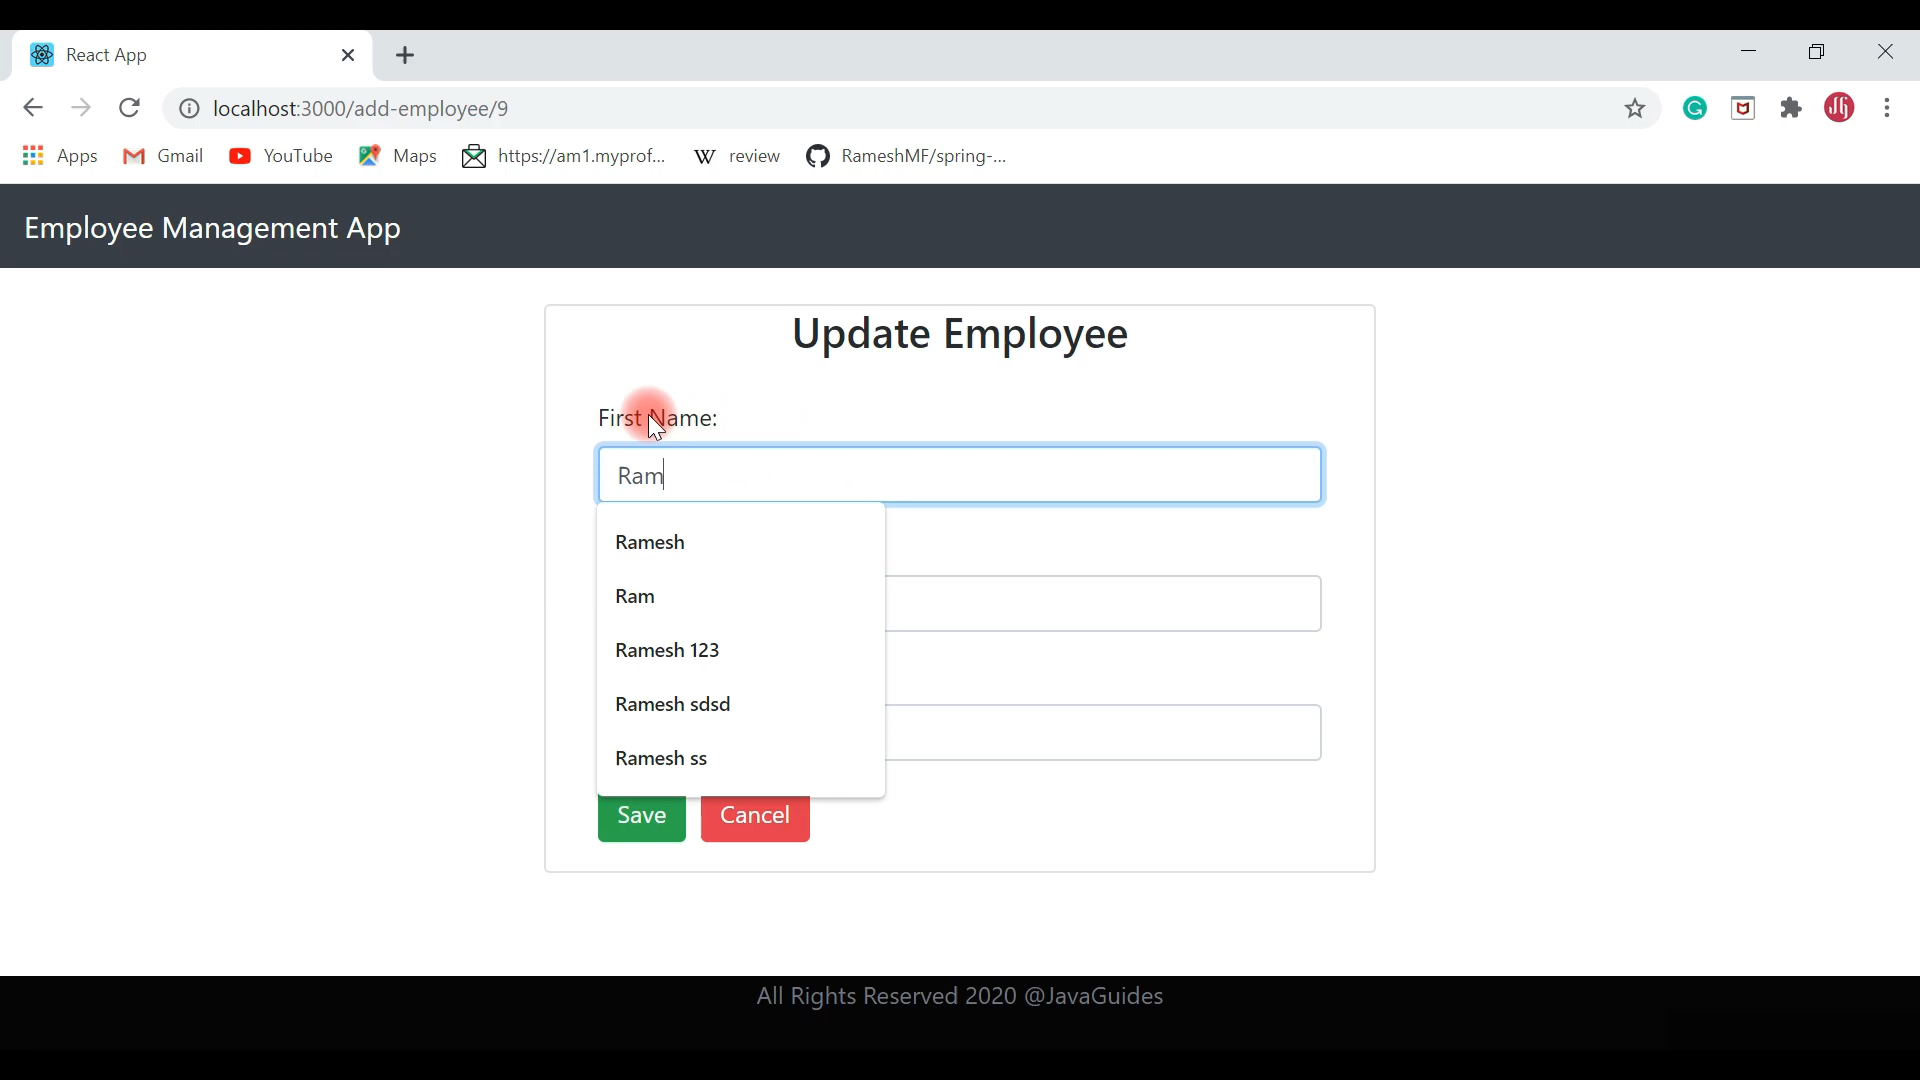 React App
localhost:3000/add-employee/9
Apps
Gmail
YouTube
Maps
https://am1.myprof...
W review
RameshMF/spring-...
Employee Management App
Update Employee
First Name:
Ram
Ramesh
Ram
Ramesh 123
Ramesh sdsd
Ramesh ss
Save
Cancel
All Rights Reserved 2020 @JavaGuides